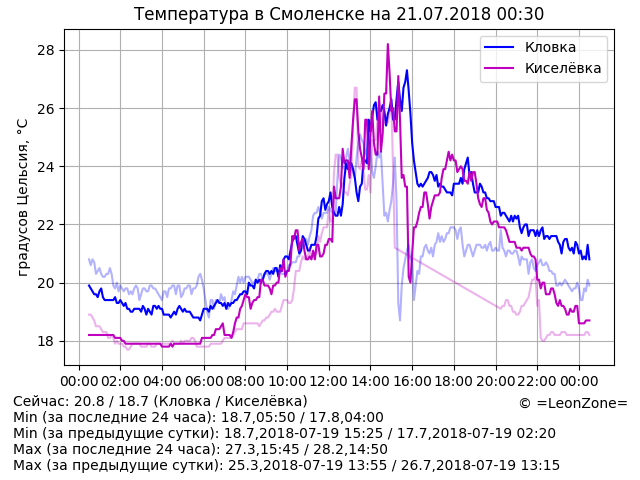 Температура в Смоленске на 21.07.2018 00:30
градусов Цельсия, °C
28
26
24
22
20
18
Кловка
Киселёвка
00:00 02:00 04:00 06:00 08:00 10:00 12:00 14:00 16:00 18:00 20:00 22:00 00:00
Сейчас: 20.8 / 18.7 (Кловка / Киселёвка)
© =LeonZone=
Min (за последние 24 часа): 18.7,05:50 / 17.8,04:00
Min (за предыдущие сутки): 18.7,2018-07-19 15:25 / 17.7,2018-07-19 02:20
Max (за последние 24 часа): 27.3,15:45 / 28.2,14:50
Max (за предыдущие сутки): 25.3,2018-07-19 13:55 / 26.7,2018-07-19 13:15